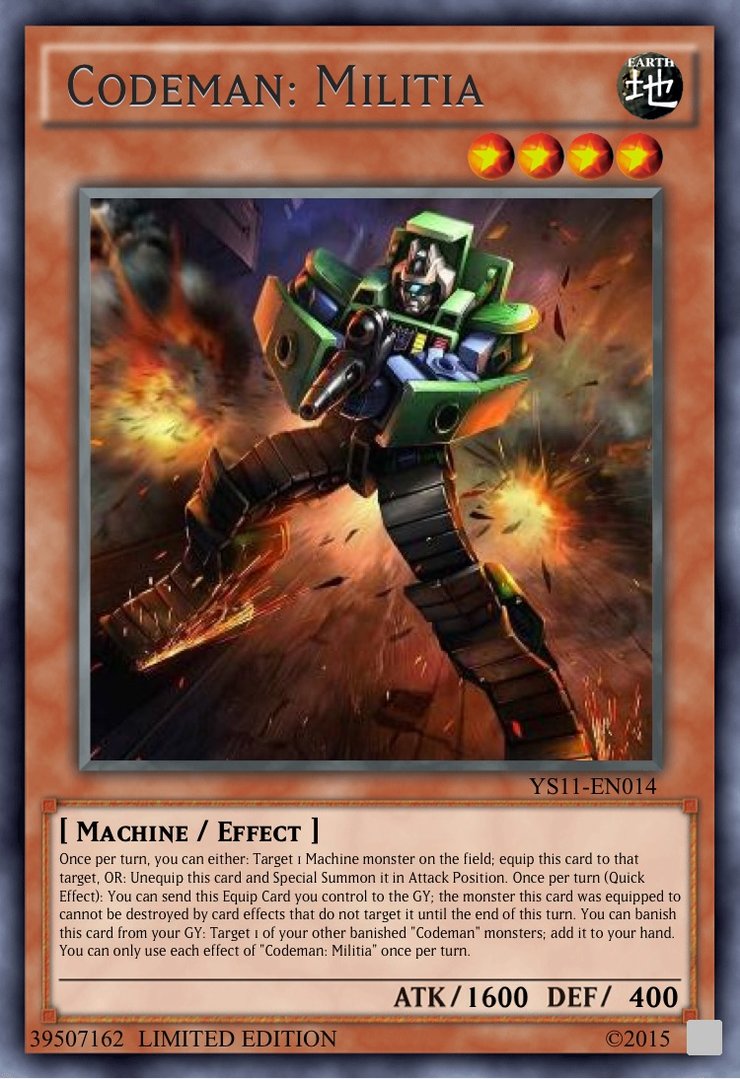 Codeman: Militia
EARTH
地
YS11-EN014
[ Machine / Effect ]
Once per turn, you can either: Target 1 Machine monster on the field; equip this card to that
target, OR: Unequip this card and Special Summon it in Attack Position. Once per turn (Quick
Effect): You can send this Equip Card you control to the GY; the monster this card was equipped to
cannot be destroyed by card effects that do not target it until the end of this turn. You can banish
this card from your GY: Target 1 of your other banished "Codeman" monsters; add it to your hand.
You can only use each effect of "Codeman: Militia" once per turn.
ATK/1600 DEF/ 400
39507162 LIMITED EDITION ©2015